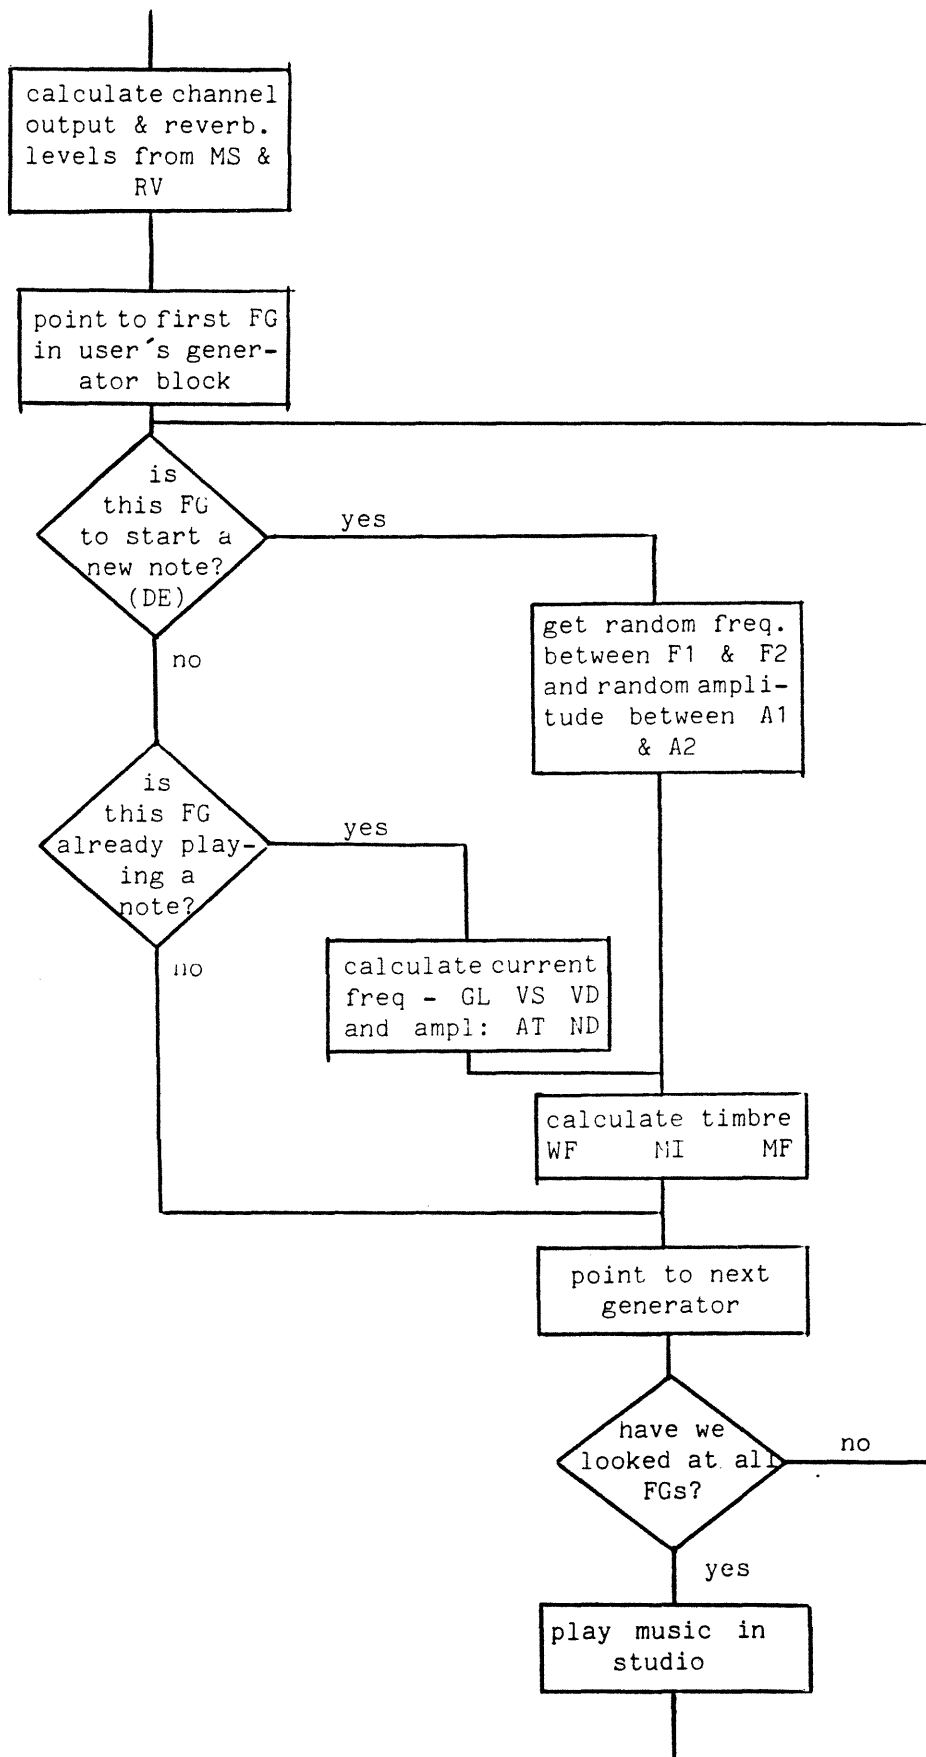 calculate channel
output & reverb.
levels from MS &
RV
point to first FG
in user´s gener-
ator block
is
this FG
to start a
new note?
(DE)
yes
no
get random freq.
between F1 & F2
and random ampli-
tude between A1
& A2
is
this FG
already play-
ing a
note?
yes
no
calculate current
freq - GL VS VD
and ampl: AT ND
calculate timbre
WF MI MF
point to next
generator
have we
looked at all
FGs?
no
yes
play music in
studio